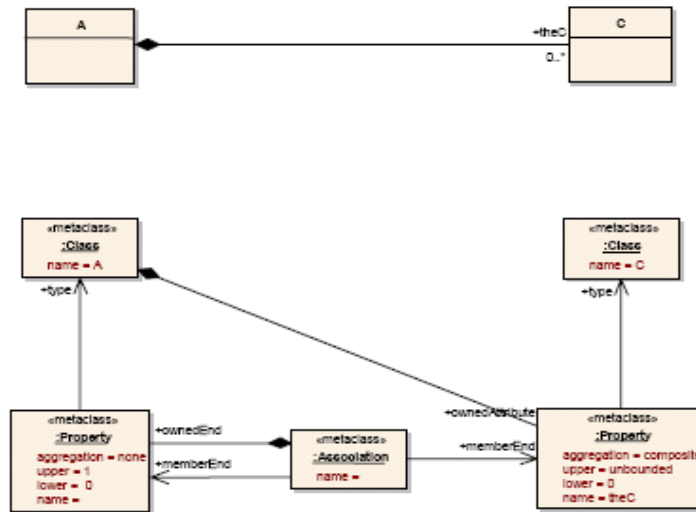 A
C
+theC
0..*
«metaclass»
:Class
name = A
«metaclass»
:Class
name = C
+type
+type
+ownedAttribute
«metaclass»
:Property
aggregation = none
upper = 1
lower = 0
name =
+ownedEnd
+memberEnd
«metaclass»
:Association
name =
+memberEnd
«metaclass»
:Property
aggregation = composit
upper = unbounded
lower = 0
name = theC